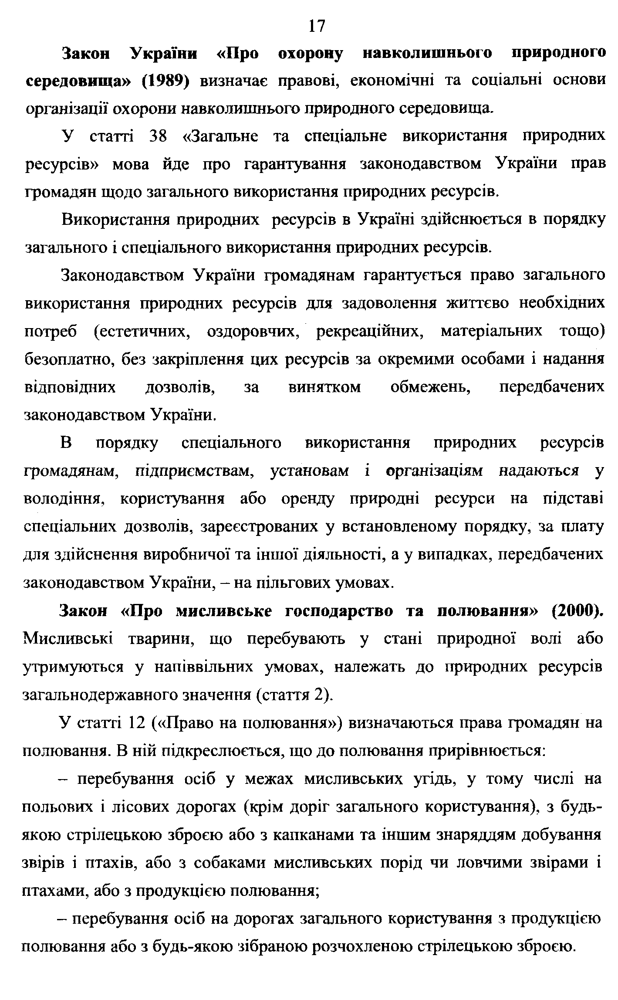 17
Закон України «Про охорону навколишнього природного
середовища» (1989) визначає правові, економічні та соціальні основи
організації охорони навколишнього природного середовища.
У статті 38 «Загальне та спеціальне використання природних
ресурсів» мова йде про гарантування законодавством України прав
громадян щодо загального використання природних ресурсів.
Використання природних ресурсів в Україні здійснюється в порядку
загального і спеціального використання природних ресурсів.
Законодавством України громадянам гарантується право загального
використання природних ресурсів для задоволення життєво необхідних
потреб (естетичних, оздоровчих, рекреаційних, матеріальних тощо)
безоплатно, без закріплення цих ресурсів за окремими особами і надання
відповідних дозволів, за винятком обмежень, передбачених
законодавством України.
В порядку спеціального використання природних ресурсів
громадянам, підприємствам, установам і організаціям надаються у
володіння, користування або оренду природні ресурси на підставі
спеціальних дозволів, зареєстрованих у встановленому порядку, за плату
для здійснення виробничої та іншої діяльності, а у випадках, передбачених
законодавством України, – на пільгових умовах.
Закон «Про мисливське господарство та полювання» (2000).
Мисливські тварини, що перебувають у стані природної волі або
утримуються у напіввільних умовах, належать до природних ресурсів
загальнодержавного значення (стаття 2).
У статті 12 («Право на полювання») визначаються права громадян на
полювання. В ній підкреслюється, що до полювання прирівнюється:
– перебування осіб у межах мисливських угідь, у тому числі на
польових і лісових дорогах (крім доріг загального користування), з будь-
якою стрілецькою зброєю або з капканами та іншим знаряддям добування
звірів і птахів, або з собаками мисливських порід чи ловчими звірами і
птахами, або з продукцією полювання;
– перебування осіб на дорогах загального користування з продукцією
полювання або з будь-якою зібраною розчохленою стрілецькою зброєю.